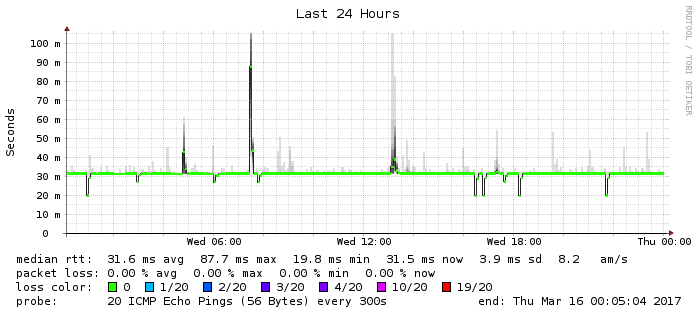 Last 24 Hours
RRDTOOL / TOBI OETIKER
Seconds
100 m
90 m
80 m
70 m
60 m
50 m
40 m
30 m
20 m
10 m
0
Wed 06:00 Wed 12:00 Wed 18:00 Thu 00:00
median rtt: 31.6 ms avg 87.7 ms max 19.8 ms min 31.5 ms now 3.9 ms sd 8.2 am/s
packet loss: 0.00 % avg 0.00 % max 0.00 % min 0.00 % now
loss color: 0 1/20 2/20 3/20 4/20 10/20 19/20
probe: 20 ICMP Echo Pings (56 Bytes) every 300s end: Thu Mar 16 00:05:04 2017